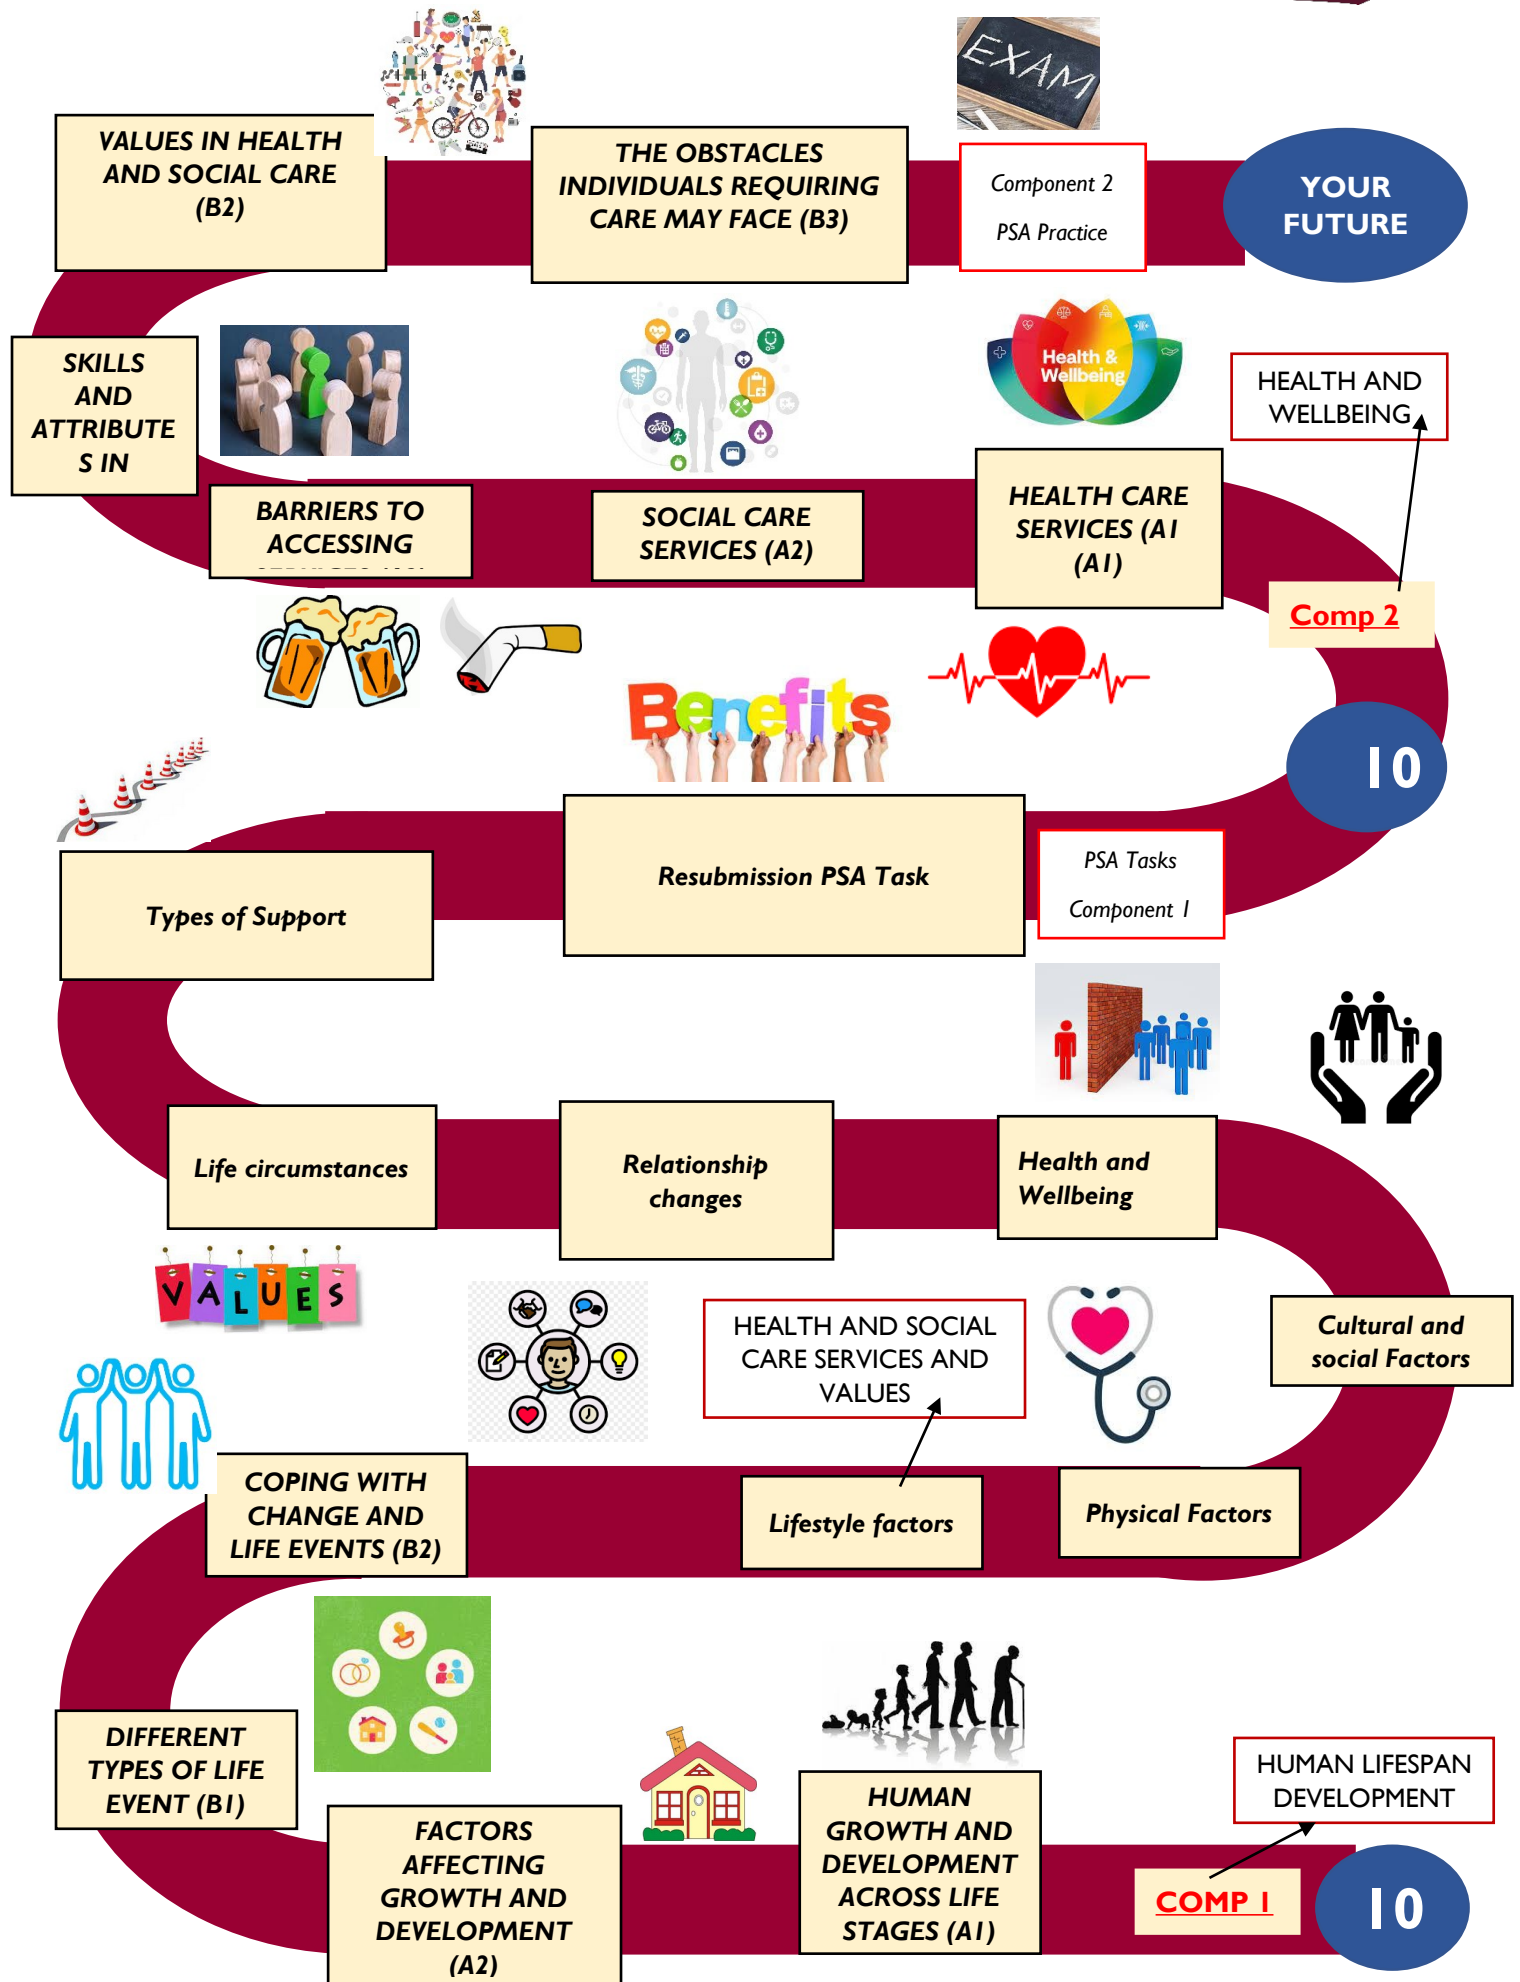 EXAM
VALUES IN HEALTH
AND SOCIAL CARE
(B2)
THE OBSTACLES
INDIVIDUALS REQUIRING
CARE MAY FACE (B3)
Component 2
PSA Practice
YOUR
FUTURE
SKILLS
AND
ATTRIBUTE
S IN
Health &
Wellbeing
HEALTH AND
WELLBEING
BARRIERS TO
ACCESSING
SOCIAL CARE
SERVICES (A2)
HEALTH CARE
SERVICES (A1
(A1)
Comp 2
Benefits
10
Types of Support
Resubmission PSA Task
PSA Tasks
Component 1
Life circumstances
Relationship
changes
Health and
Wellbeing
VALUES
HEALTH AND SOCIAL
CARE SERVICES AND
VALUES
Cultural and
social Factors
COPING WITH
CHANGE AND
LIFE EVENTS (B2)
Lifestyle factors
Physical Factors
DIFFERENT
TYPES OF LIFE
EVENT (B1)
FACTORS
AFFECTING
GROWTH AND
DEVELOPMENT
(A2)
HUMAN
GROWTH AND
DEVELOPMENT
ACROSS LIFE
STAGES (A1)
HUMAN LIFESPAN
DEVELOPMENT
COMP 1
10